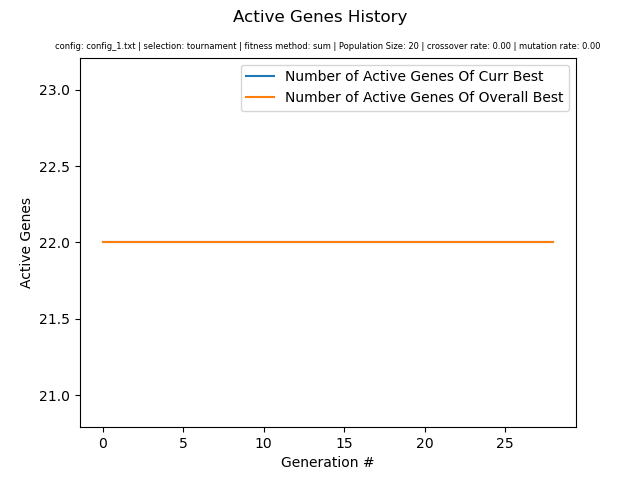 Active Genes History
config: config_1.txt | selection: tournament | fitness method: sum | Population Size: 20 | crossover rate: 0.00 | mutation rate: 0.00
Number of Active Genes Of Curr Best
Number of Active Genes Of Overall Best
23.0
22.5
22.0
21.5
21.0
Active Genes
0 5 10 15 20 25
Generation #